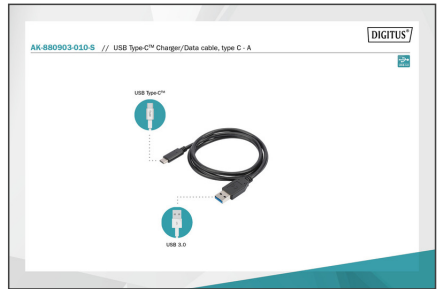 DIGITUS®
AK-880903-010-S // USB Type-C™ Charger/Data cable, type C - A
USB Type-C™
USB 3.0